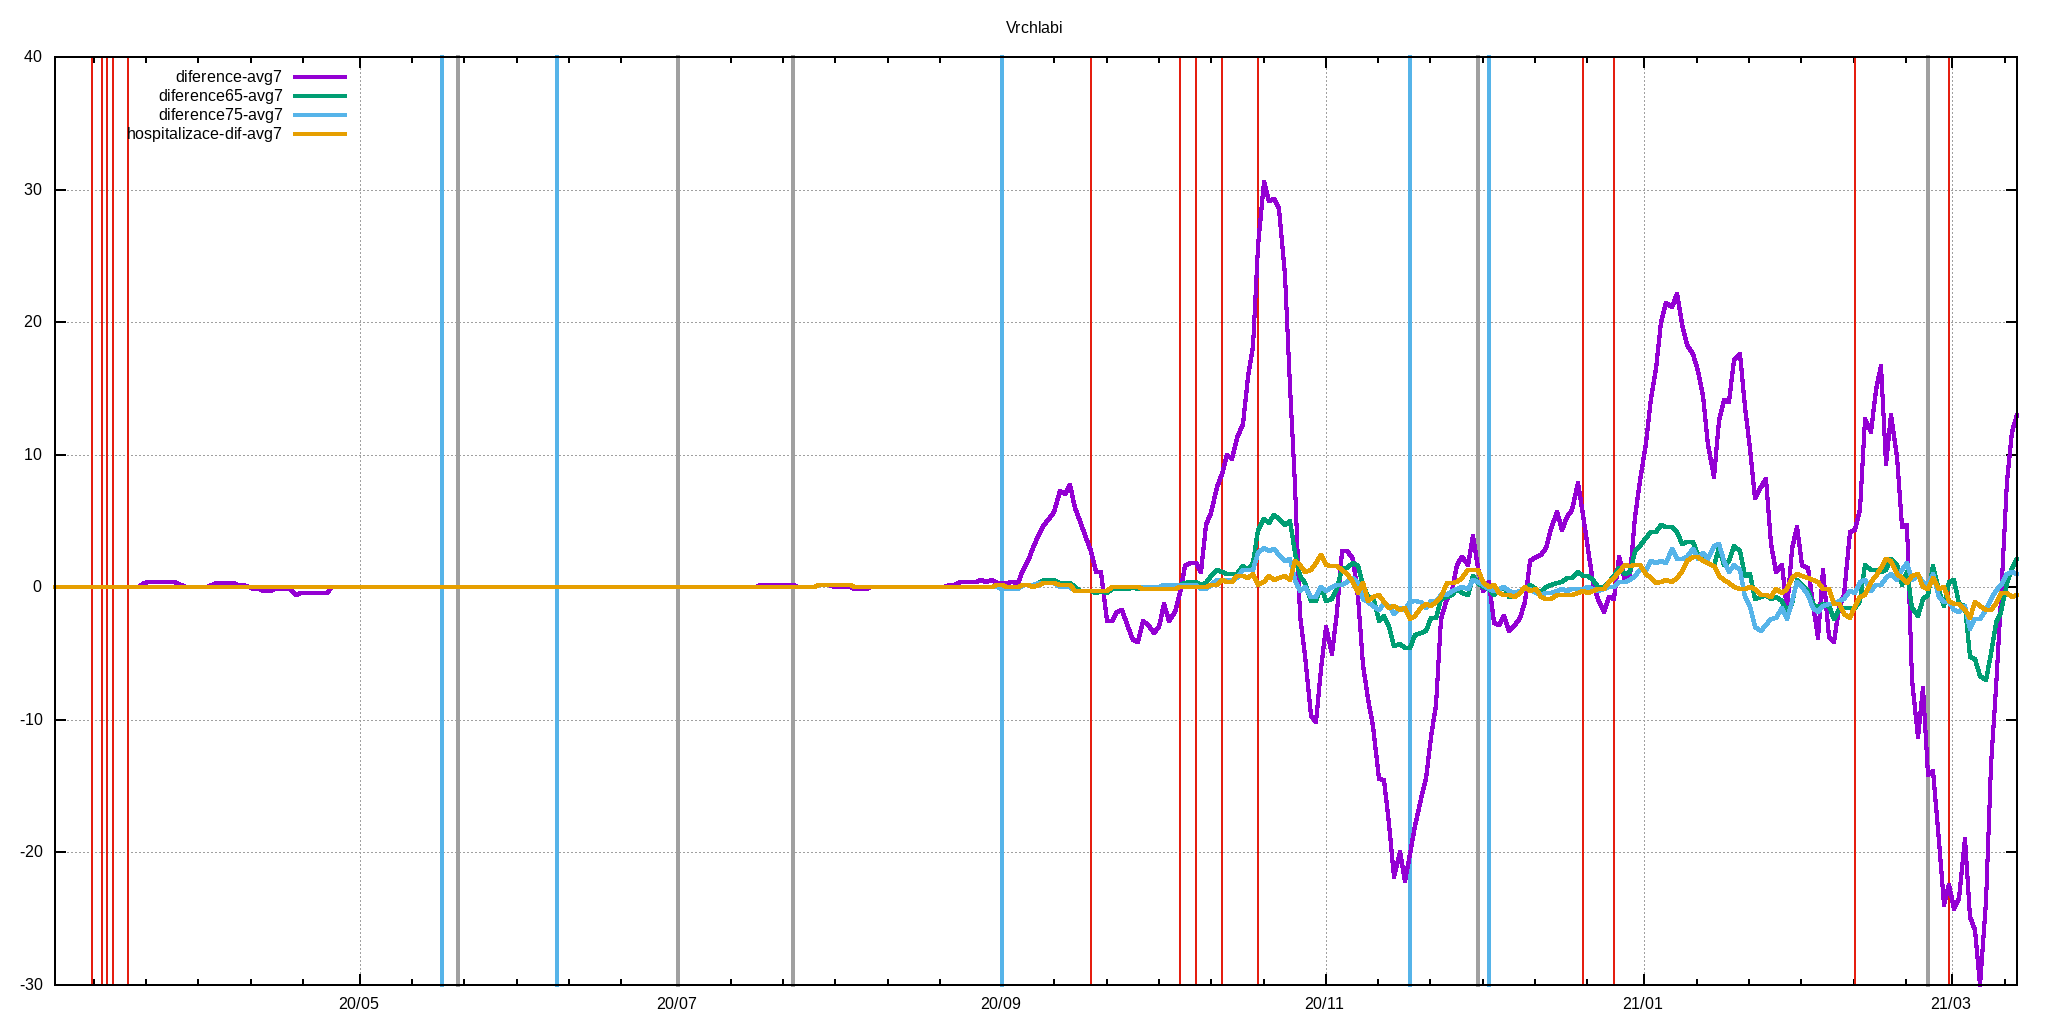 Vrchlabi
40
30
20
10
0
-10
-20
-30
diference-avg7
diference65-avg7
diference75-avg7
hospitalizace-dif-avg7
20/05
20/07
20/09
20/11
21/01
21/03